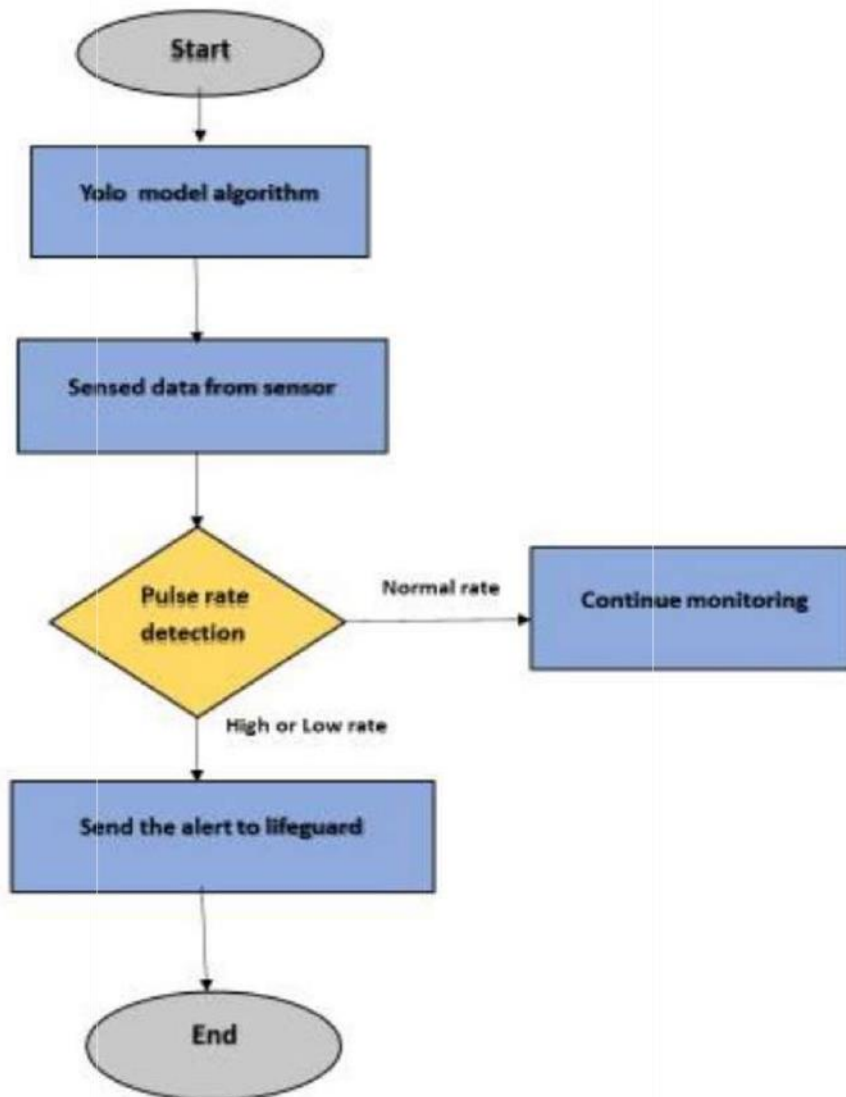 Start
Yolo model algorithm
Sensed data from sensor
Pulse rate
detection
Normal rate
Continue monitoring
High or Low rate
Send the alert to lifeguard
End